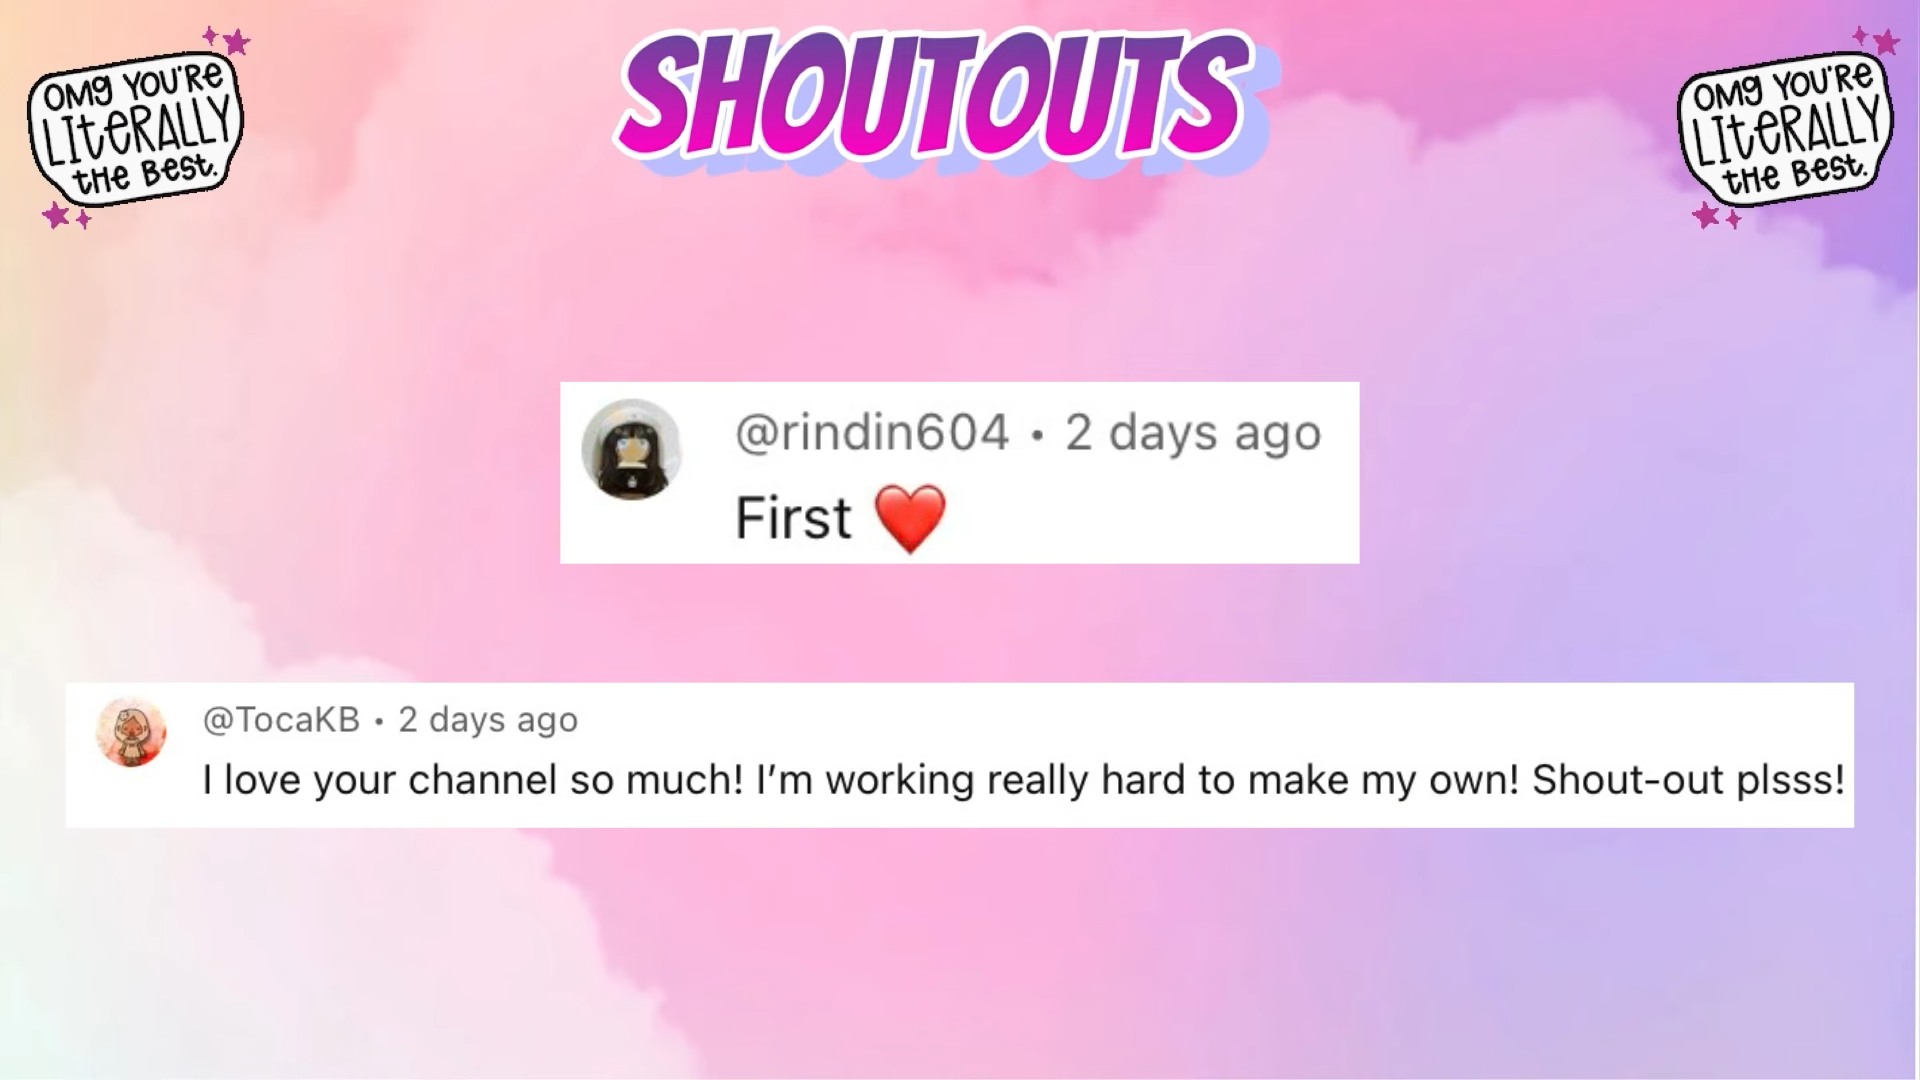 OMG YOU'RE
LITERALLY
THE BEST.
SHOUTOUTS
OMG YOU'RE
LITERALLY
THE BEST.
@rindin604 • 2 days ago
First ❤️
@TocaKB • 2 days ago
I love your channel so much! I’m working really hard to make my own! Shout-out plsss!